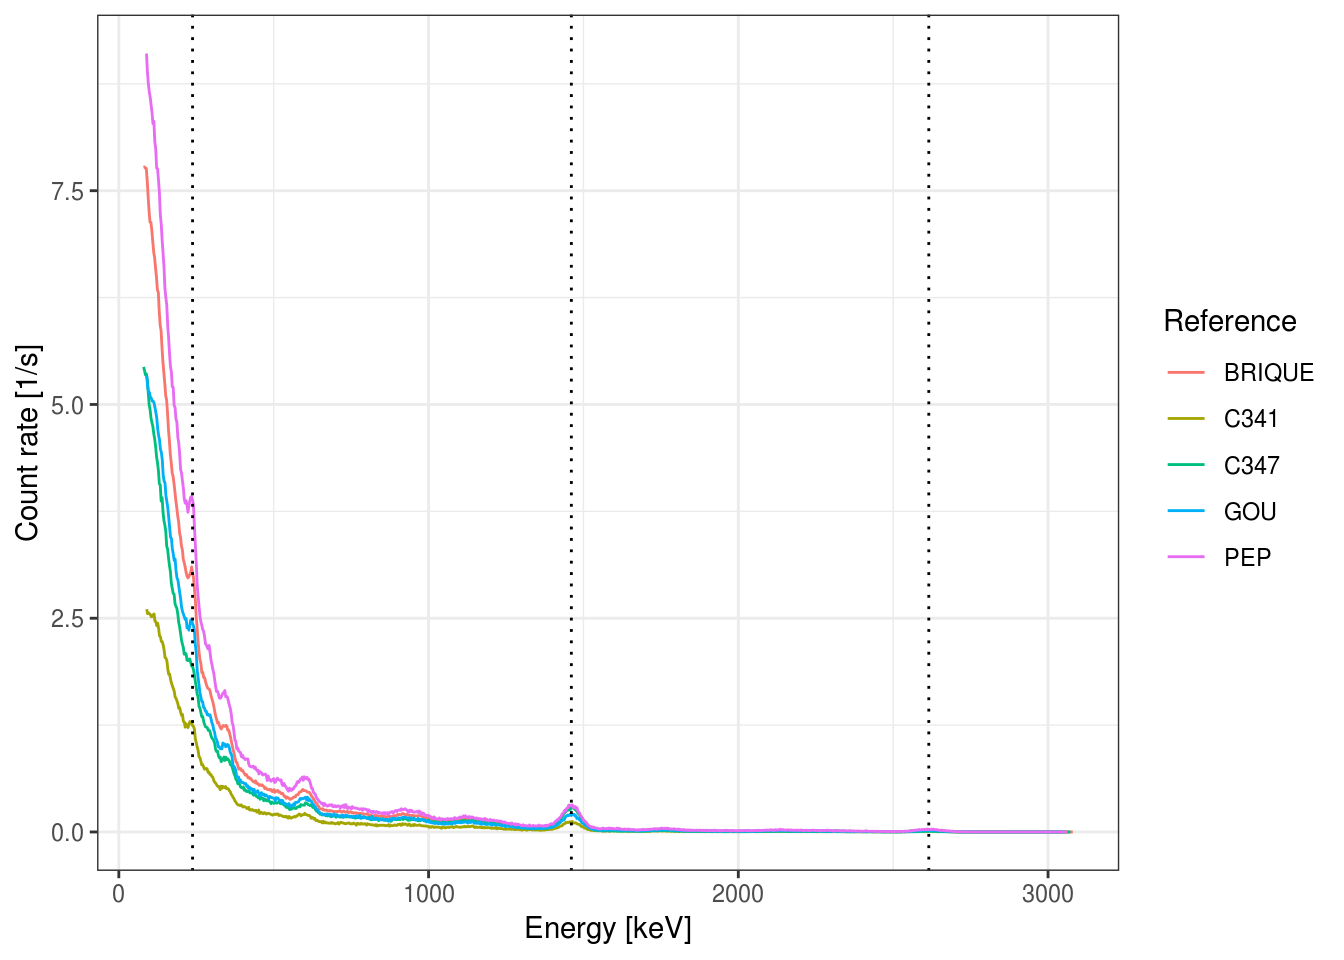 7.5
5.0
2.5
0.0
Count rate [1/s]
0
1000
2000
3000
Energy [keV]
Reference
BRIQUE
C341
C347
GOU
PEP